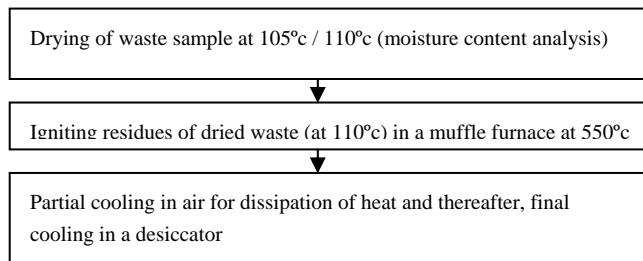 Drying of waste sample at 105ºc / 110ºc (moisture content analysis)
Igniting residues of dried waste (at 110ºc) in a muffle furnace at 550ºc
Partial cooling in air for dissipation of heat and thereafter, final
cooling in a desiccator